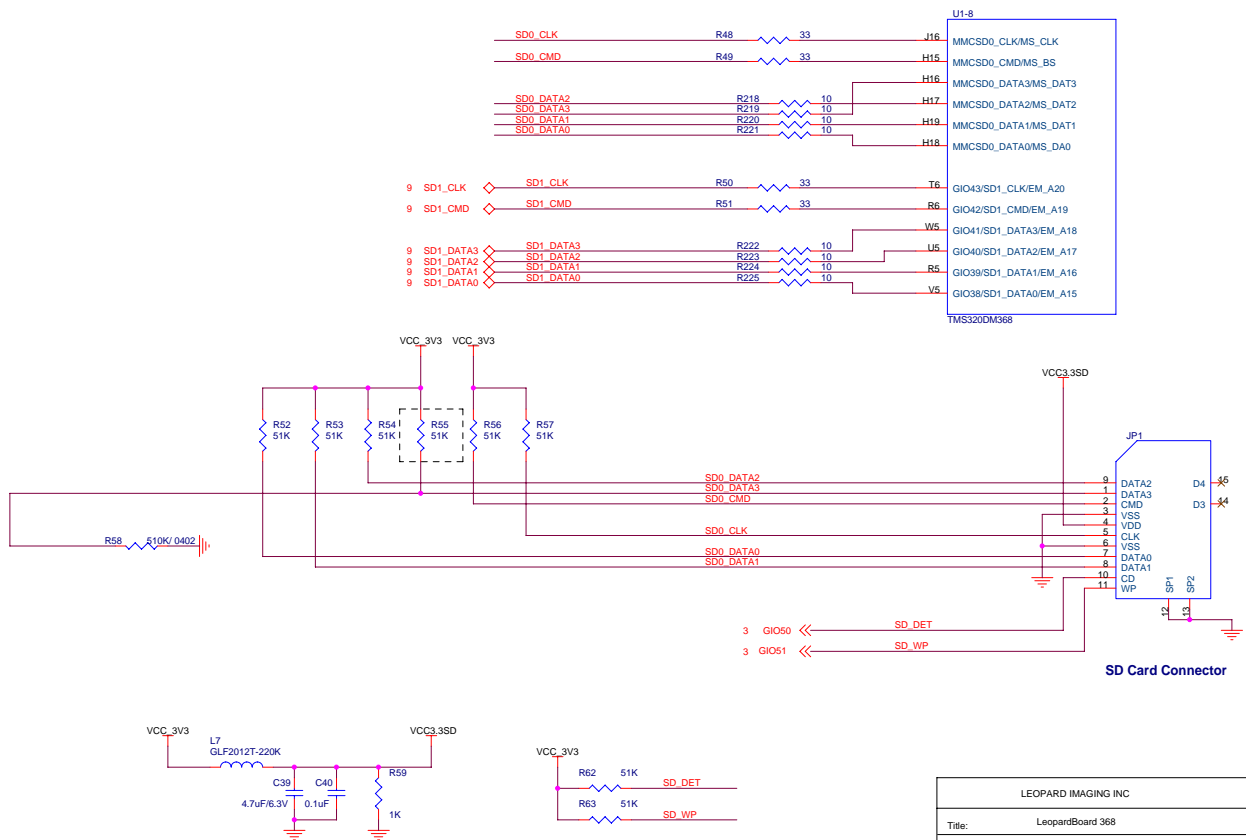 U1-8
SD0_CLK R48 33 J16 MMCSD0_CLK/MS_CLK
SD0_CMD R49 33 H15 MMCSD0_CMD/MS_BS
H16 MMCSD0_DATA3/MS_DAT3
SD0_DATA2 R218 10 H17 MMCSD0_DATA2/MS_DAT2
SD0_DATA3 R219 10
SD0_DATA1 R220 10 H19 MMCSD0_DATA1/MS_DAT1
SD0_DATA0 R221 10
H18 MMCSD0_DATA0/MS_DA0
9 SD1_CLK SD1_CLK R50 33 T6 GIO43/SD1_CLK/EM_A20
9 SD1_CMD SD1_CMD R51 33 R6 GIO42/SD1_CMD/EM_A19
W5 GIO41/SD1_DATA3/EM_A18
9 SD1_DATA3 SD1_DATA3 R222 10 U5 GIO40/SD1_DATA2/EM_A17
9 SD1_DATA2 SD1_DATA2 R223 10
9 SD1_DATA1 SD1_DATA1 R224 10 R5 GIO39/SD1_DATA1/EM_A16
9 SD1_DATA0 SD1_DATA0 R225 10
V5 GIO38/SD1_DATA0/EM_A15
TMS320DM368
VCC_3V3 VCC_3V3
VCC3.3SD
R52 R53 R54 R55 R56 R57
51K 51K 51K 51K 51K 51K
JP1
SD0_DATA2 9 DATA2 D4 15
SD0_DATA3 1 DATA3
SD0_CMD 2 CMD D3 14
3 VSS
4 VDD
SD0_CLK 5 CLK
6 VSS
R58 510K/ 0402
SD0_DATA0 7 DATA0
SD0_DATA1 8 DATA1
10 CD
11 WP
SP1 SP2
12 13
3 GIO50 SD_DET
3 GIO51 SD_WP
SD Card Connector
VCC_3V3 VCC3.3SD
L7
GLF2012T-220K
C39 C40 R59
4.7uF/6.3V 0.1uF 1K
VCC_3V3
R62 51K SD_DET
R63 51K SD_WP
LEOPARD IMAGING INC
Title: LeopardBoard 368